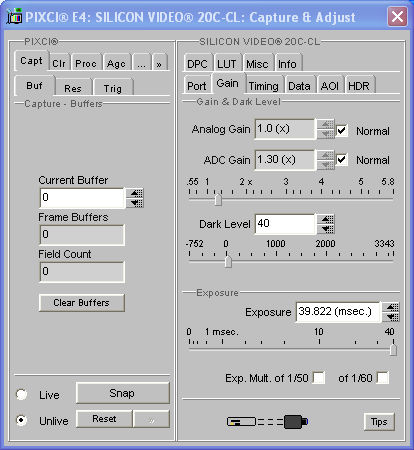 PIXCI® E4: SILICON VIDEO® 20C-CL: Capture & Adjust
PIXCI®
Capt Clr Proc Agc ... »
Buf Res Trig
Capture - Buffers
Current Buffer
0
Frame Buffers
0
Field Count
0
Clear Buffers
Live Snap
Unlive Reset
SILICON VIDEO® 20C-CL
DPC LUT Misc Info
Port Gain Timing Data AOI HDR
Gain & Dark Level
Analog Gain 1.0 (x) Normal
ADC Gain 1.30 (x) Normal
.55 1 2 x 3 4 5 5.8
Dark Level 40
-752 0 1000 2000 3343
Exposure
Exposure 39.822 (msec.)
0 1 msec. 10 40
Exp. Mult. of 1/50 of 1/60
Tips